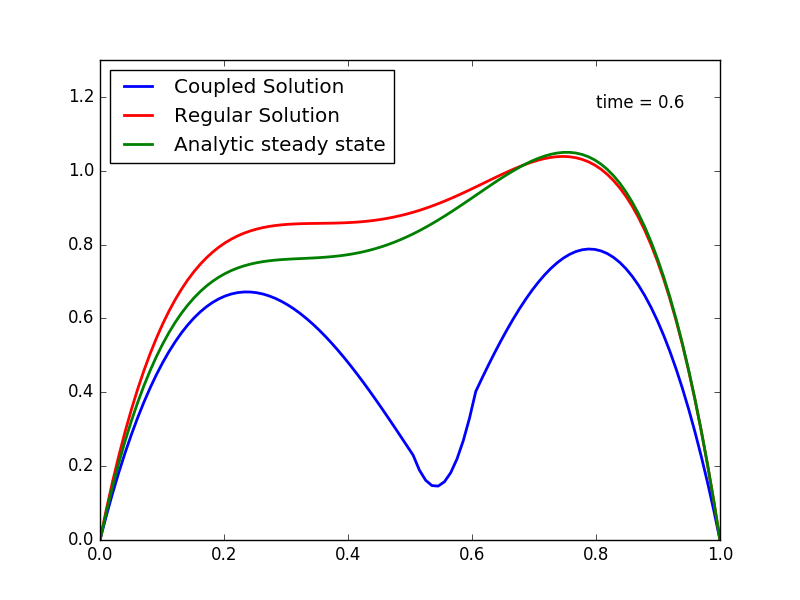 Coupled Solution
Regular Solution
Analytic steady state
time = 0.6
1.2
1.0
0.8
0.6
0.4
0.2
0.0
0.0 0.2 0.4 0.6 0.8 1.0